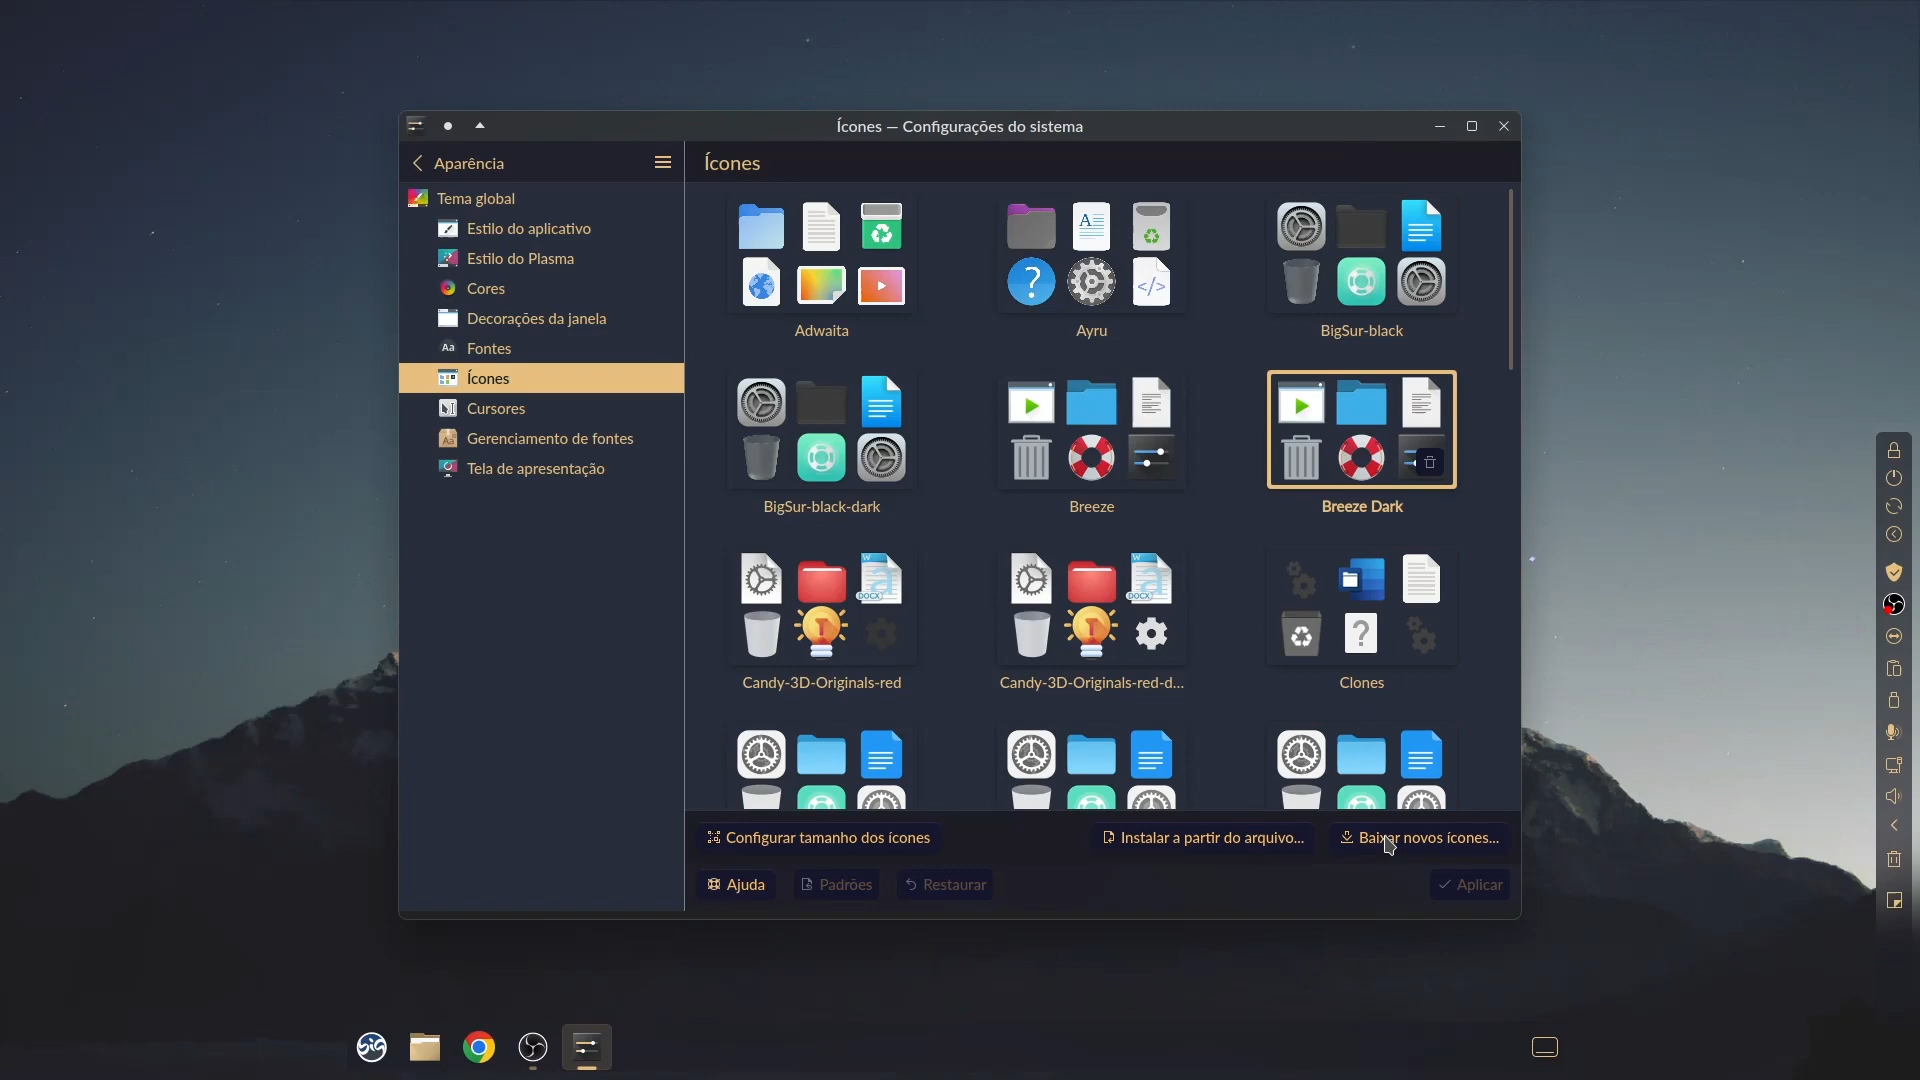 Ícones — Configurações do sistema
Aparência
Ícones
Tema global
Estilo do aplicativo
Estilo do Plasma
Cores
Decorações da janela
Aa Fontes
Ícones
Cursores
Aa Gerenciamento de fontes
Tela de apresentação
Adwaita
Ayru
BigSur-black
BigSur-black-dark
Breeze
Breeze Dark
Candy-3D-Originals-red
Candy-3D-Originals-red-d...
Clones
Configurar tamanho dos ícones
Instalar a partir do arquivo...
Baixar novos ícones...
Ajuda
Padrões
Restaurar
Aplicar